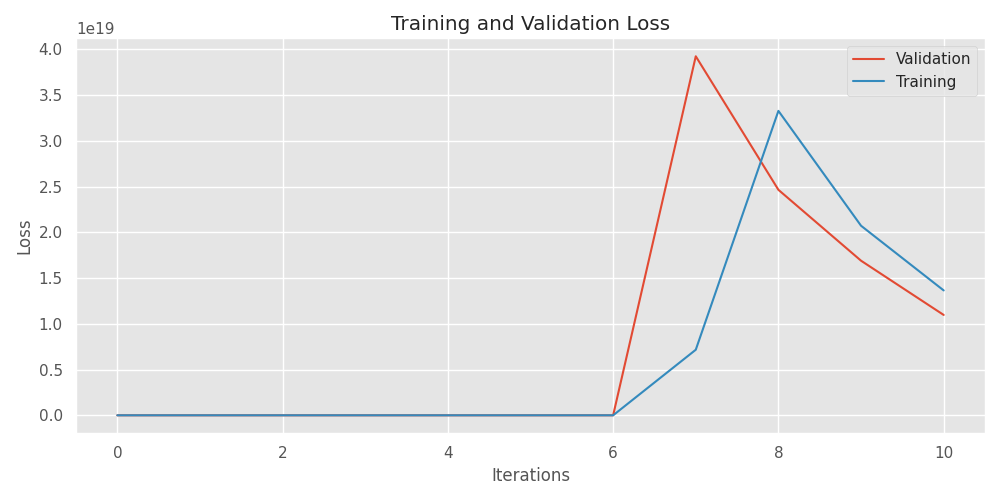 Training and Validation Loss
1e19
4.0
3.5
3.0
2.5
2.0
1.5
1.0
0.5
0.0
Loss
Validation
Training
0 2 4 6 8 10
Iterations